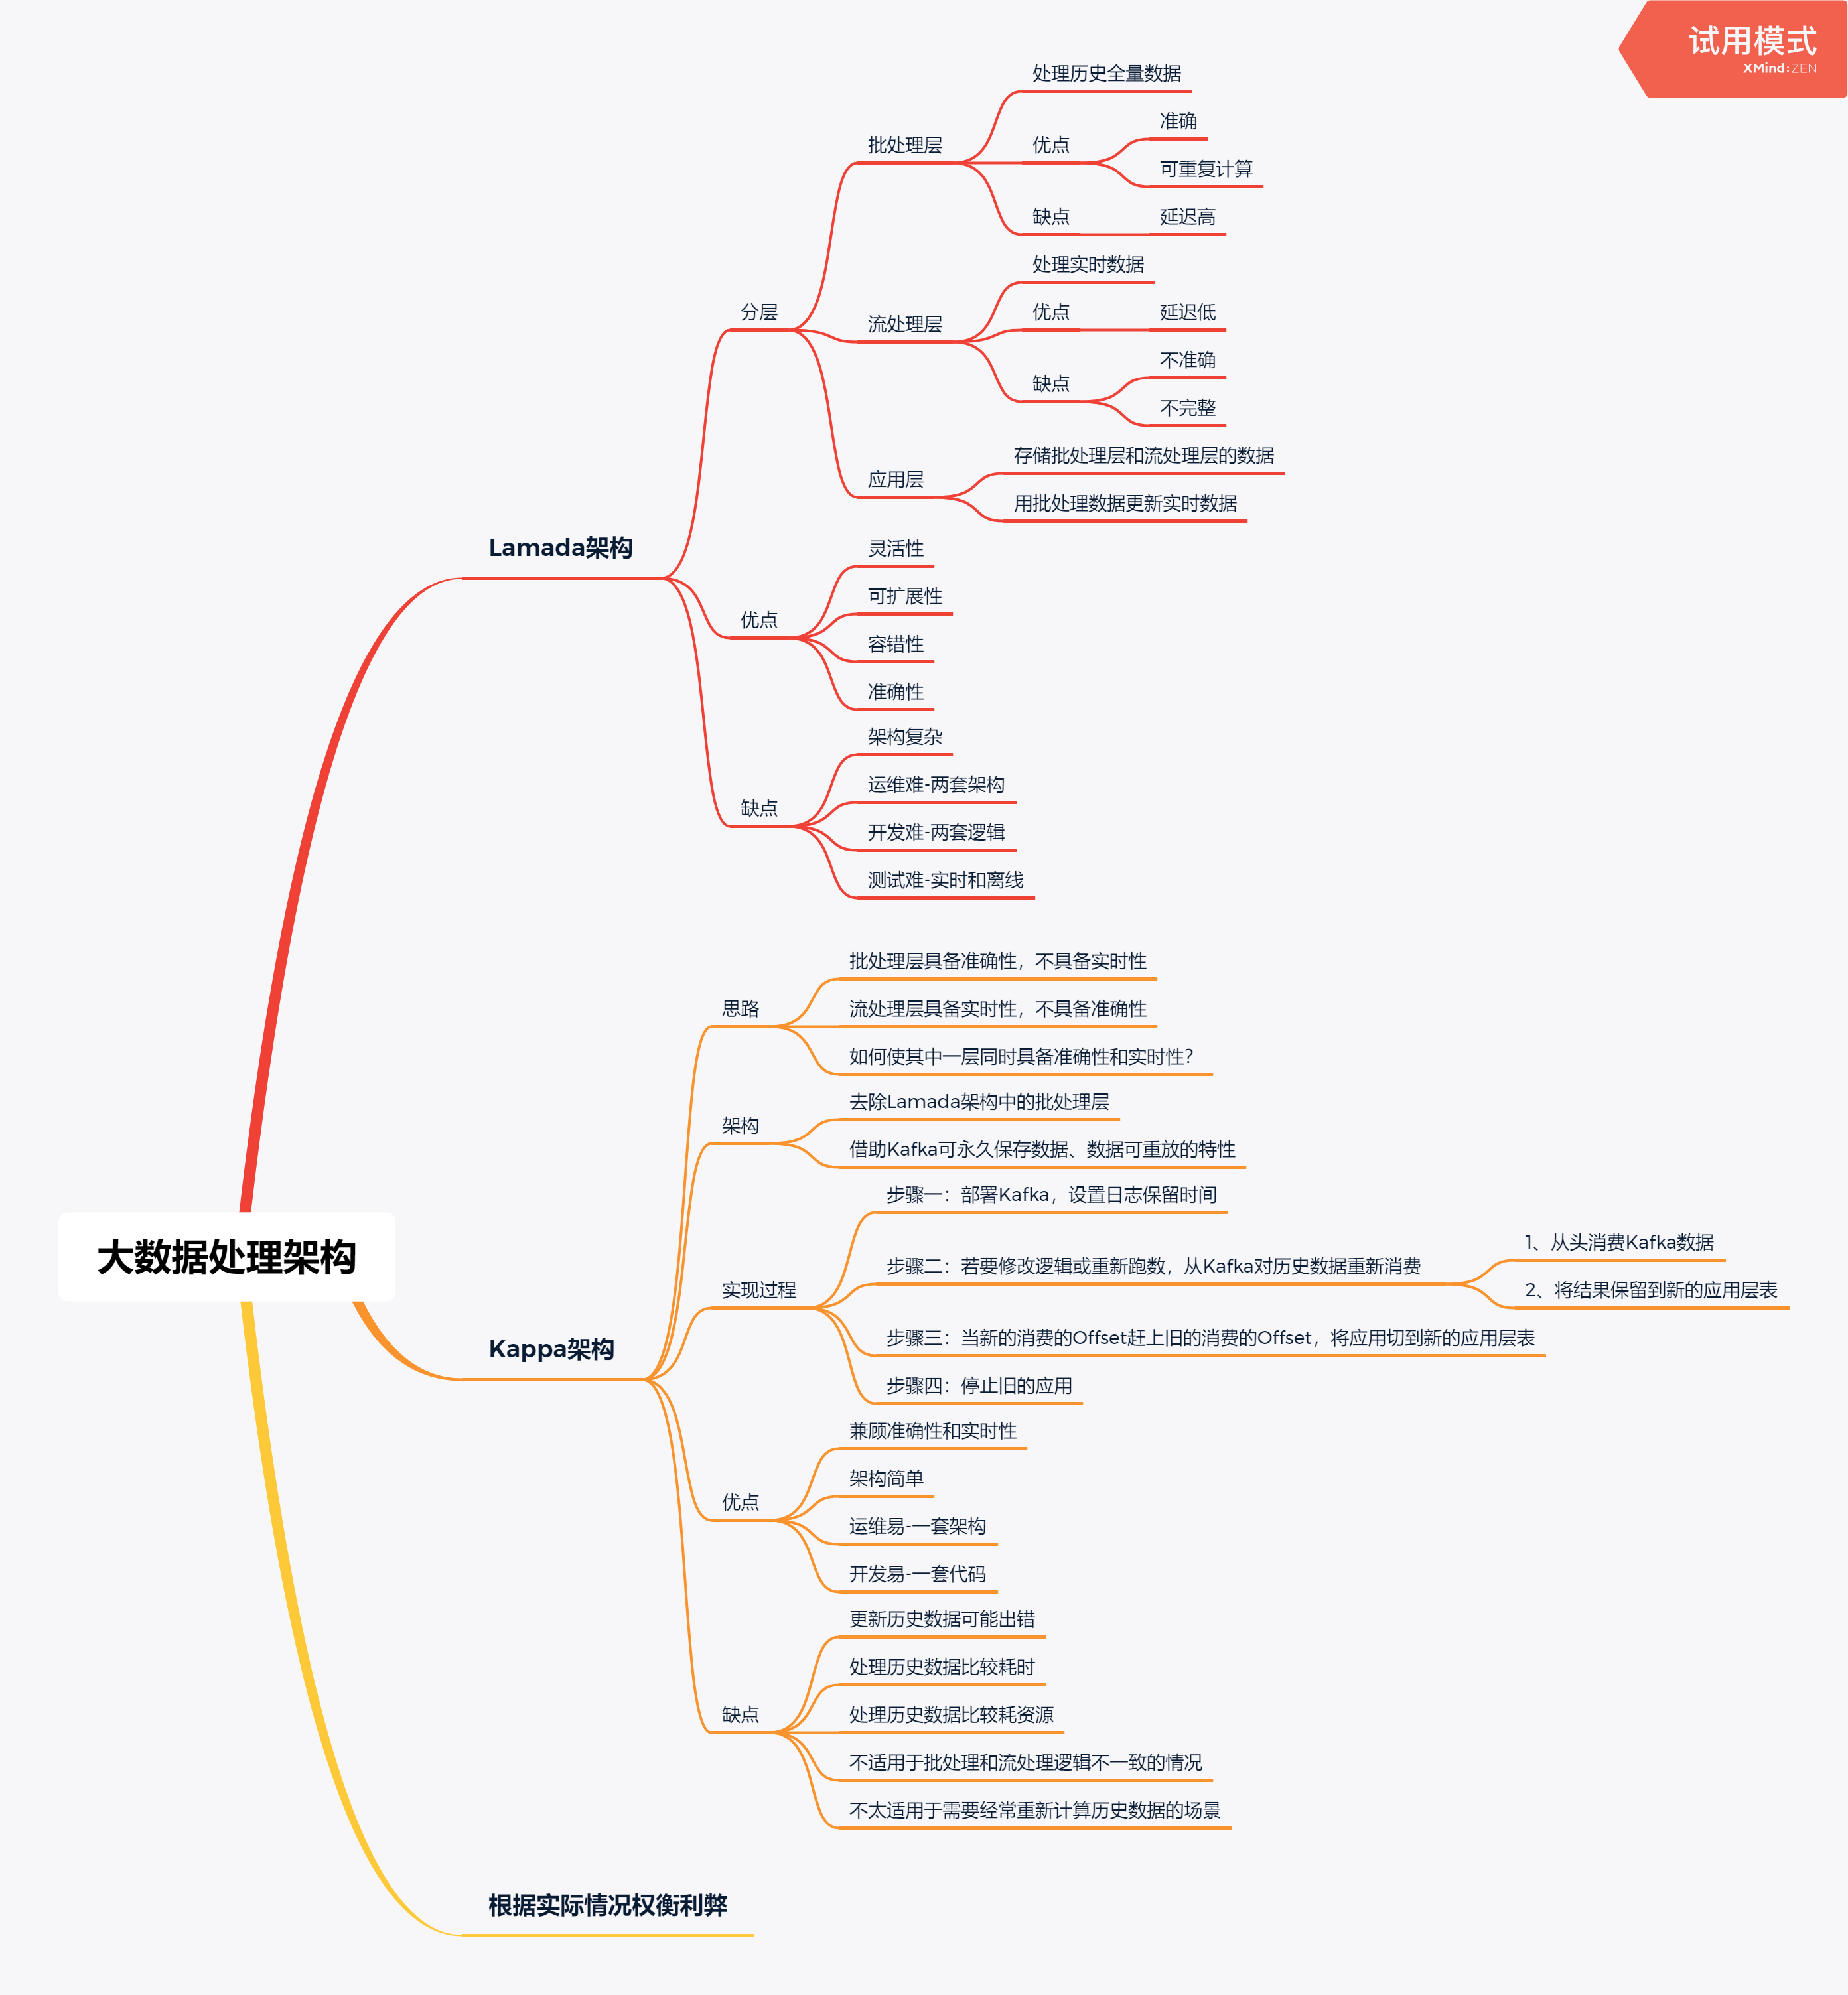 试用模式
XMind:ZEN
大数据处理架构
Lamada架构
分层
批处理层
处理历史全量数据
优点
准确
可重复计算
缺点
延迟高
流处理层
处理实时数据
优点
延迟低
缺点
不准确
不完整
应用层
存储批处理层和流处理层的数据
用批处理数据更新实时数据
优点
灵活性
可扩展性
容错性
准确性
缺点
架构复杂
运维难-两套架构
开发难-两套逻辑
测试难-实时和离线
Kappa架构
思路
批处理层具备准确性，不具备实时性
流处理层具备实时性，不具备准确性
如何使其中一层同时具备准确性和实时性？
架构
去除Lamada架构中的批处理层
借助Kafka可永久保存数据、数据可重放的特性
实现过程
步骤一：部署Kafka，设置日志保留时间
步骤二：若要修改逻辑或重新跑数，从Kafka对历史数据重新消费
1、从头消费Kafka数据
2、将结果保留到新的应用层表
步骤三：当新的消费的Offset赶上旧的消费的Offset，将应用切到新的应用层表
步骤四：停止旧的应用
优点
兼顾准确性和实时性
架构简单
运维易-一套架构
开发易-一套代码
缺点
更新历史数据可能出错
处理历史数据比较耗时
处理历史数据比较耗资源
不适用于批处理和流处理逻辑不一致的情况
不太适用于需要经常重新计算历史数据的场景
根据实际情况权衡利弊